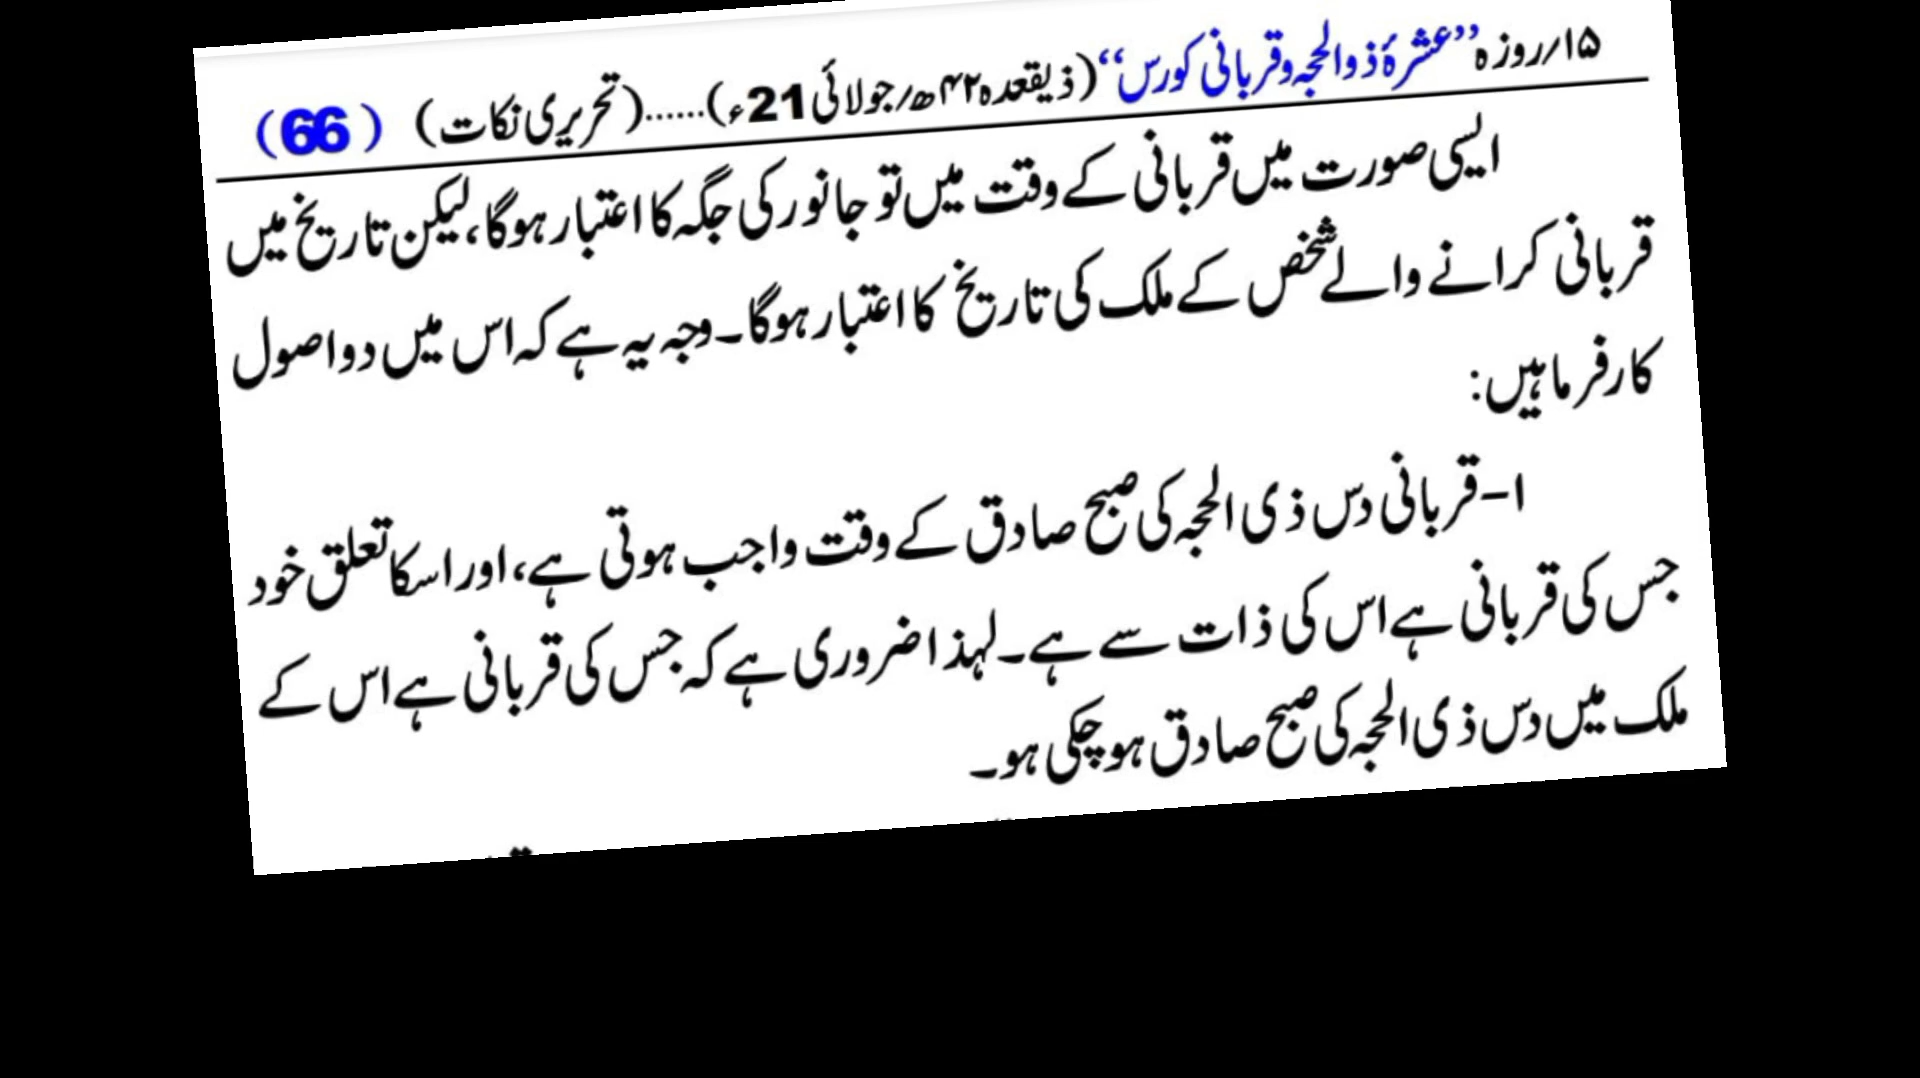 ۱۵/روزہ ’’عشرۂ ذوالحجہ و قربانی کورس‘‘ (ذیقعدہ ۴۲ھ/جولائی 21ء)......(تحریری نکات) (66)
ایسی صورت میں قربانی کے وقت میں تو جانور کی جگہ کا اعتبار ہوگا، لیکن تاریخ میں
قربانی کرانے والے شخص کے ملک کی تاریخ کا اعتبار ہوگا۔ وجہ یہ ہے کہ اس میں دو اصول
کارفرما ہیں:
۱- قربانی دس ذی الحجہ کی صبح صادق کے وقت واجب ہوتی ہے، اور اسکا تعلق خود
جس کی قربانی ہے اس کی ذات سے ہے۔ لہذا ضروری ہے کہ جس کی قربانی ہے اس کے
ملک میں دس ذی الحجہ کی صبح صادق ہو چکی ہو۔